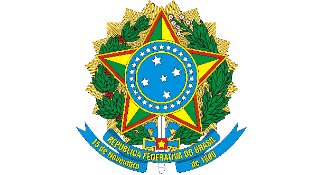 REPÚBLICA FEDERATIVA DO BRASIL
15 de Novembro
de 1889